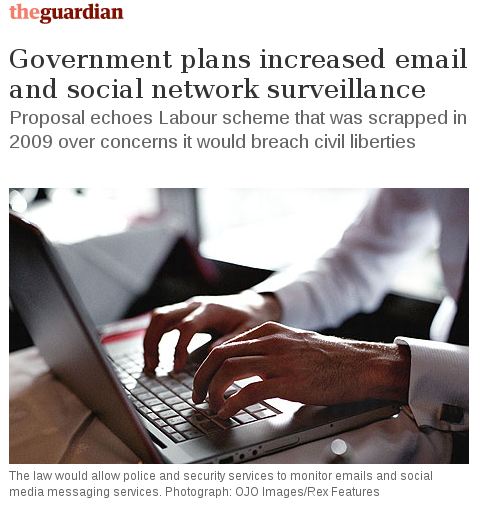 theguardian
Government plans increased email
and social network surveillance
Proposal echoes Labour scheme that was scrapped in
2009 over concerns it would breach civil liberties
The law would allow police and security services to monitor emails and social
media messaging services. Photograph: OJO Images/Rex Features